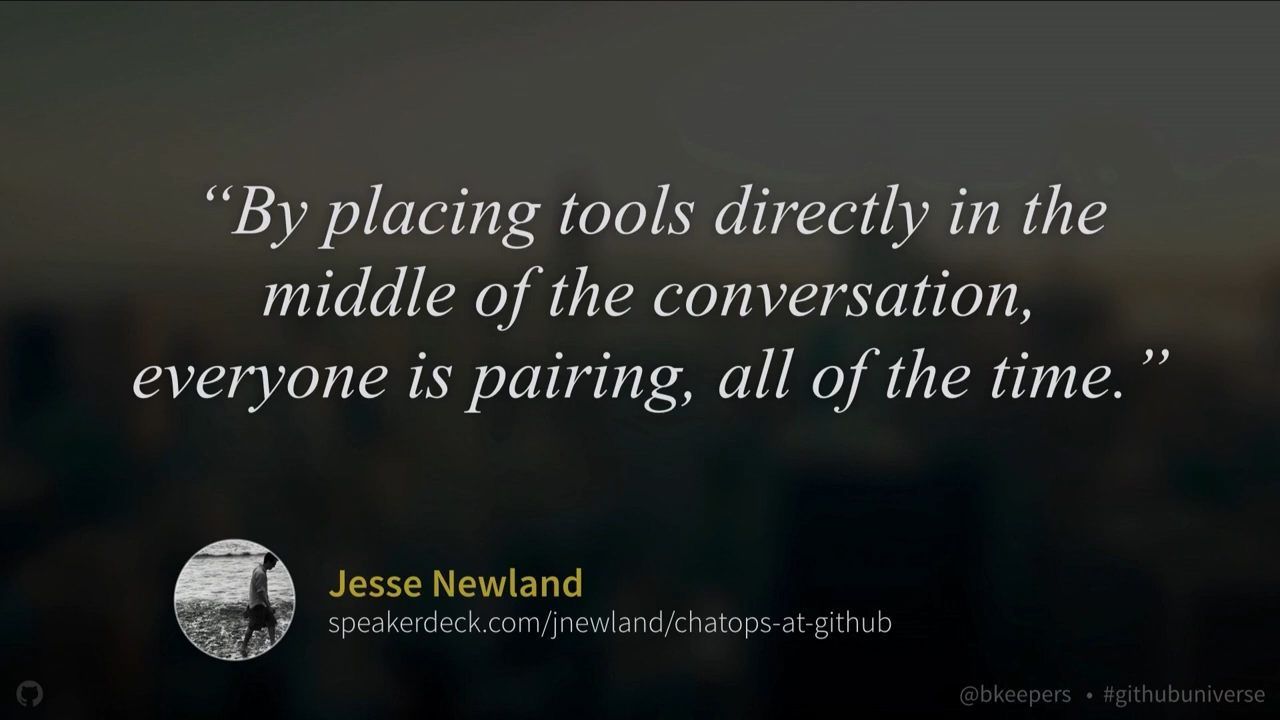 “By placing tools directly in the
middle of the conversation,
everyone is pairing, all of the time.”
Jesse Newland
speakerdeck.com/jnewland/chatops-at-github
@bkeepers • #githubuniverse